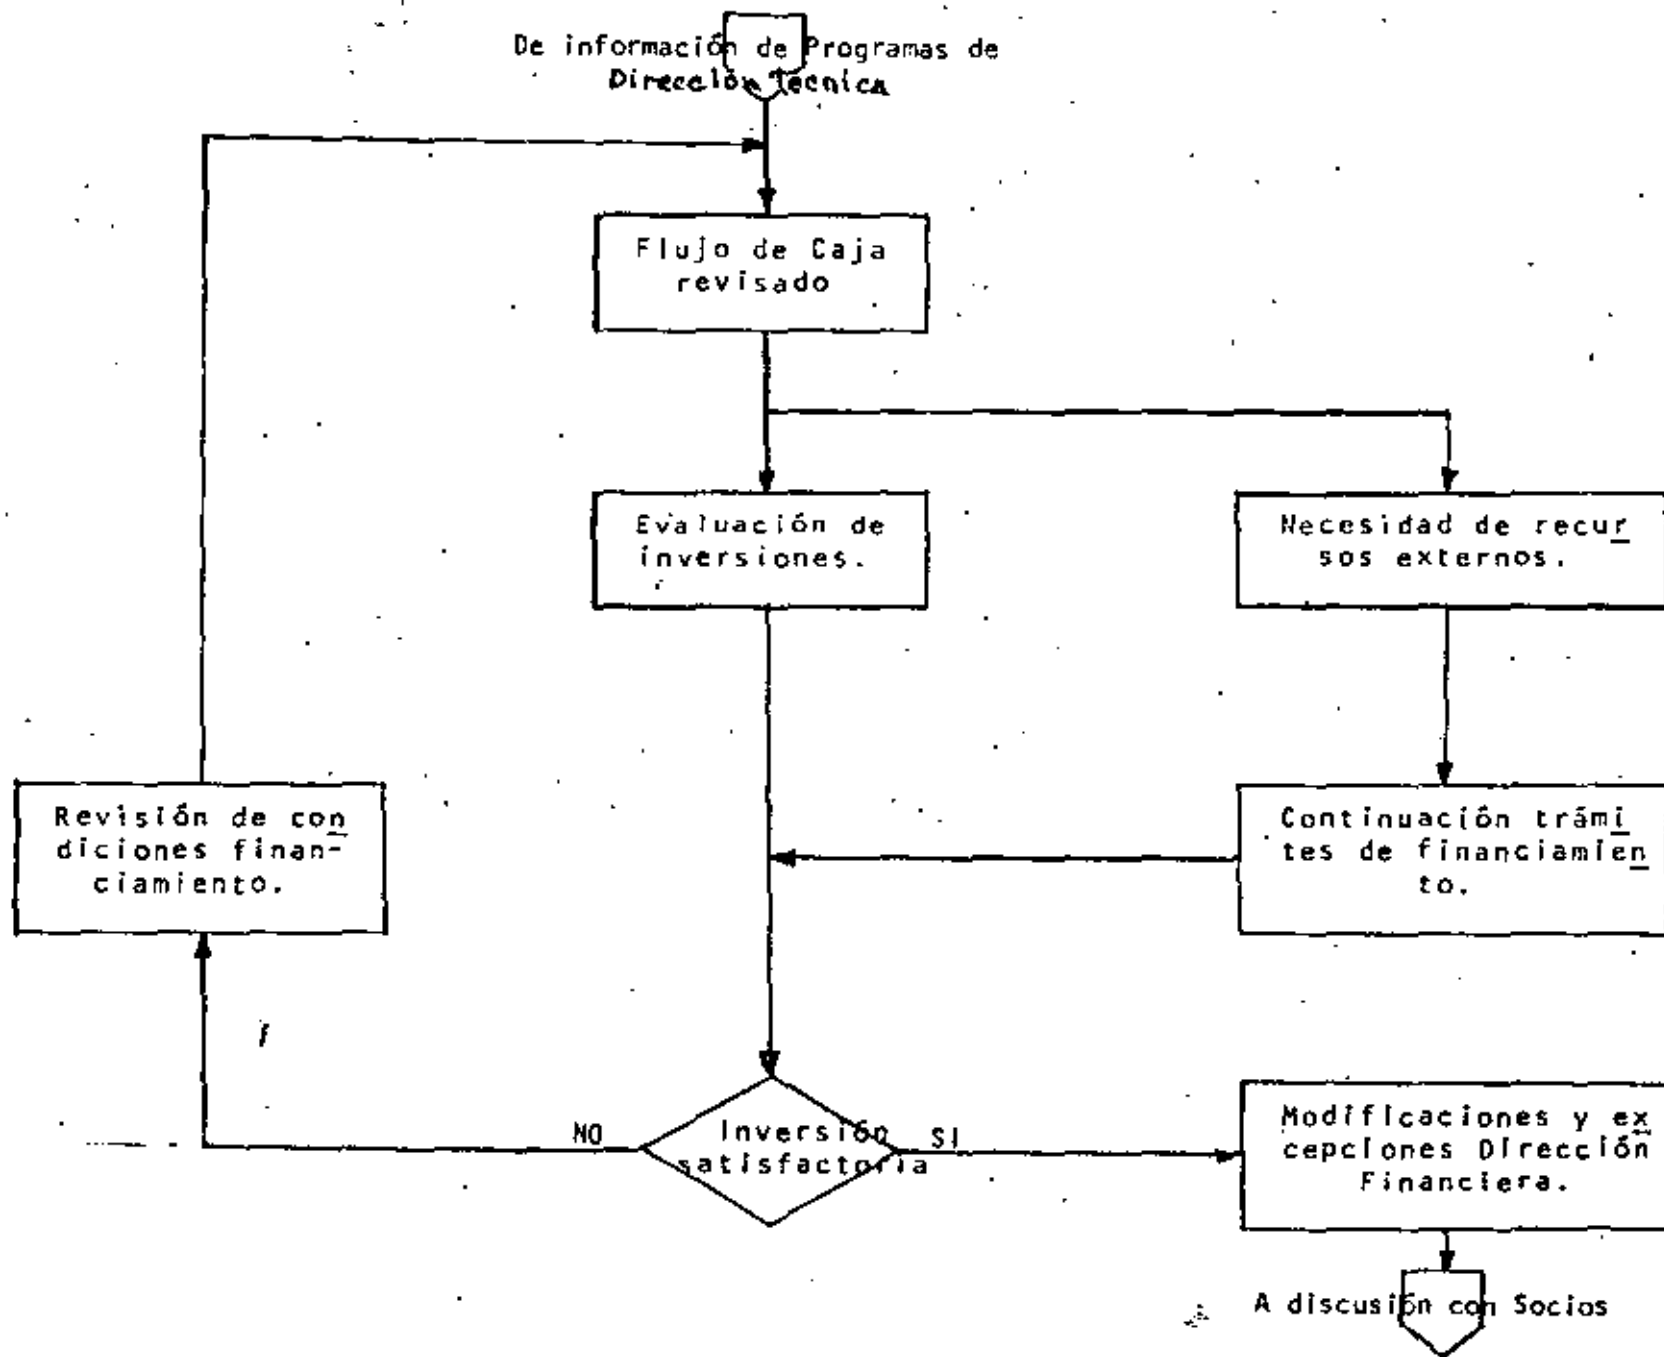 De información de Programas de
Dirección Técnica
Flujo de Caja
revisado
Evaluación de
inversiones.
Necesidad de recur
sos externos.
Revisión de con
diciones finan-
ciamiento.
Continuación trámi
tes de financiamien
to.
NO
Inversión
satisfactoria
SI
Modificaciones y ex
cepciones Dirección
Financiera.
A discusión con Socios